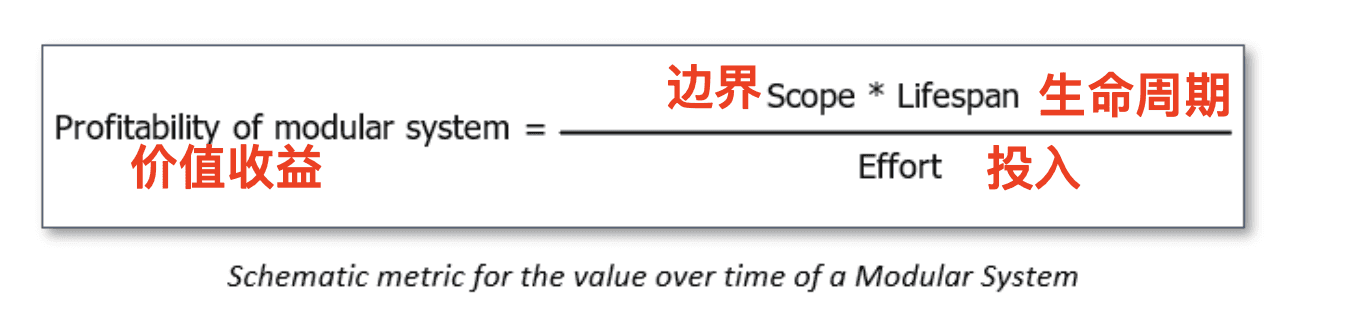 边界 Scope * Lifespan 生命周期
Profitability of modular system =
价值收益
Effort 投入
Schematic metric for the value over time of a Modular System